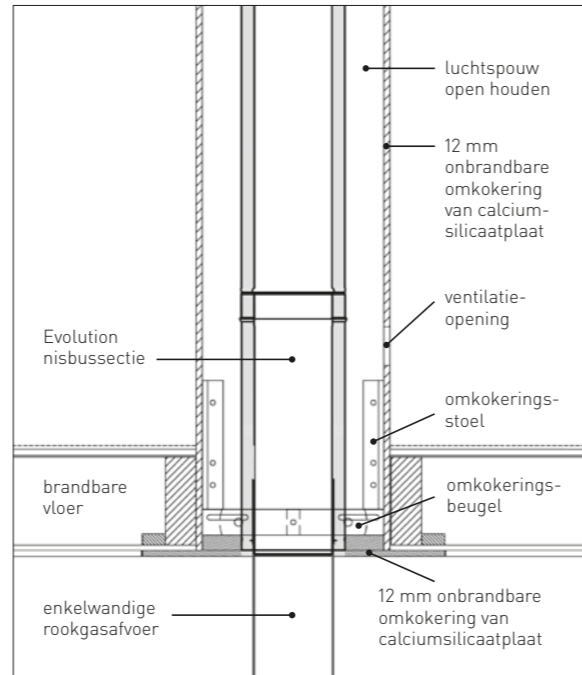 luchtspouw
open houden
12 mm
onbrandbare
omkokering
van calcium-
silicaatplaat
ventilatie-
opening
Evolution
nisbussectie
omkokerings-
stoel
brandbare
vloer
omkokerings-
beugel
enkelwandige
rookgasafvoer
12 mm onbrandbare
omkokering van
calciumsilicaatplaat